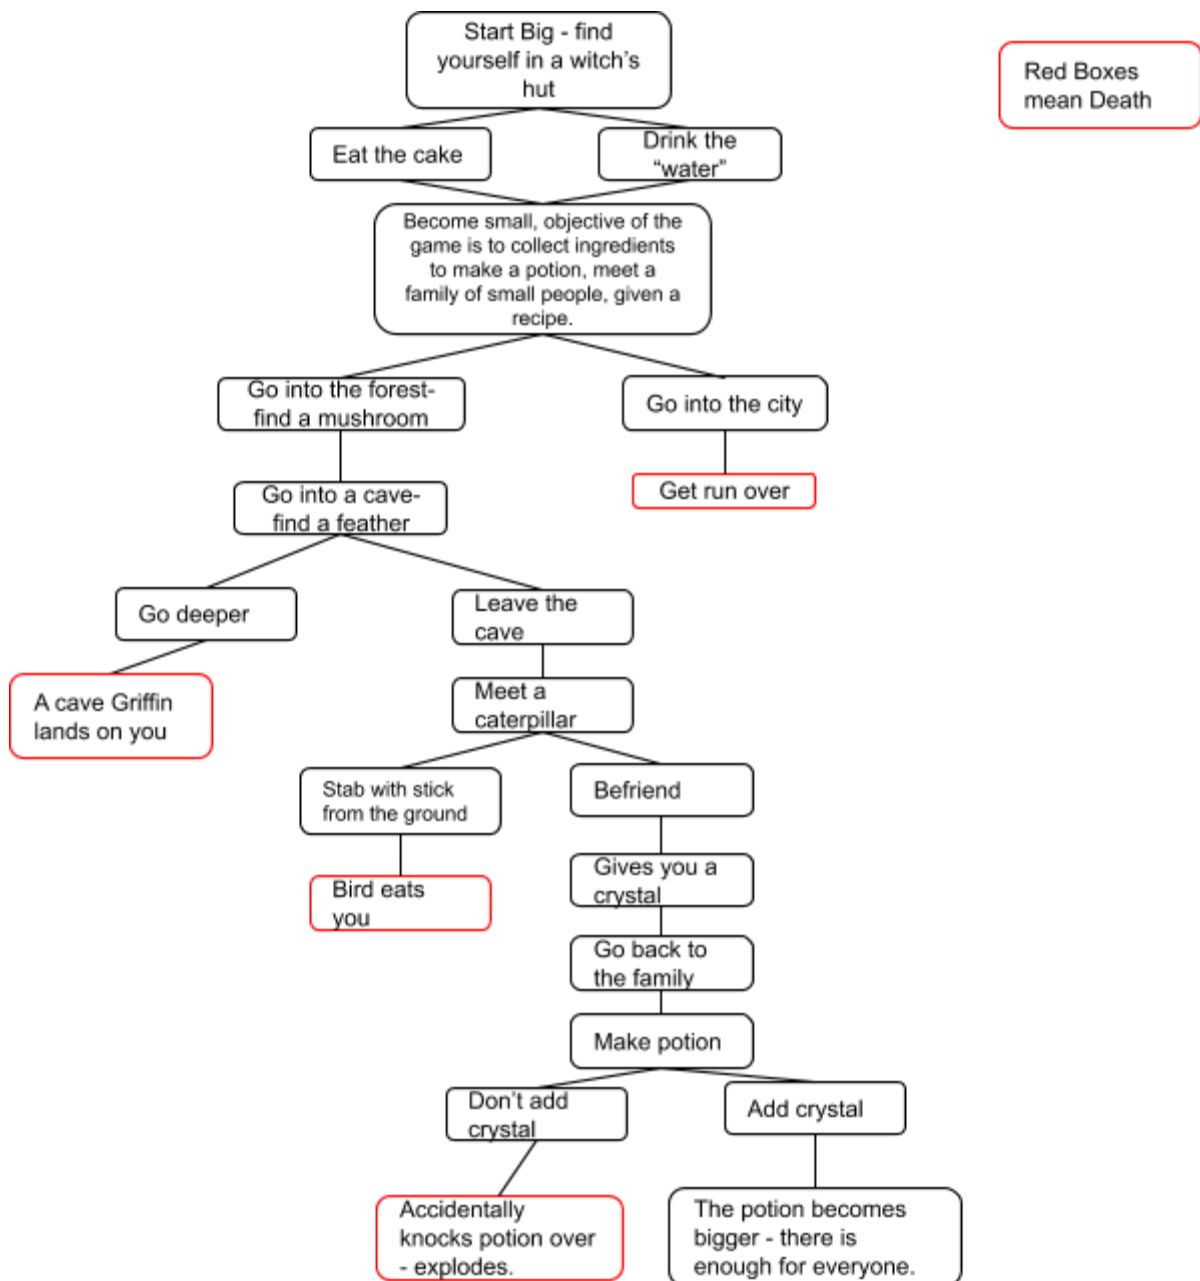 Start Big - find
yourself in a witch's
hut
Red Boxes
mean Death
Eat the cake
Drink the
“water”
Become small, objective of the
game is to collect ingredients
to make a potion, meet a
family of small people, given a
recipe.
Go into the forest-
find a mushroom
Go into the city
Get run over
Go into a cave-
find a feather
Go deeper
Leave the
cave
A cave Griffin
lands on you
Meet a
caterpillar
Stab with stick
from the ground
Befriend
Bird eats
you
Gives you a
crystal
Go back to
the family
Make potion
Don't add
crystal
Add crystal
Accidentally
knocks potion over
- explodes.
The potion becomes
bigger - there is
enough for everyone.